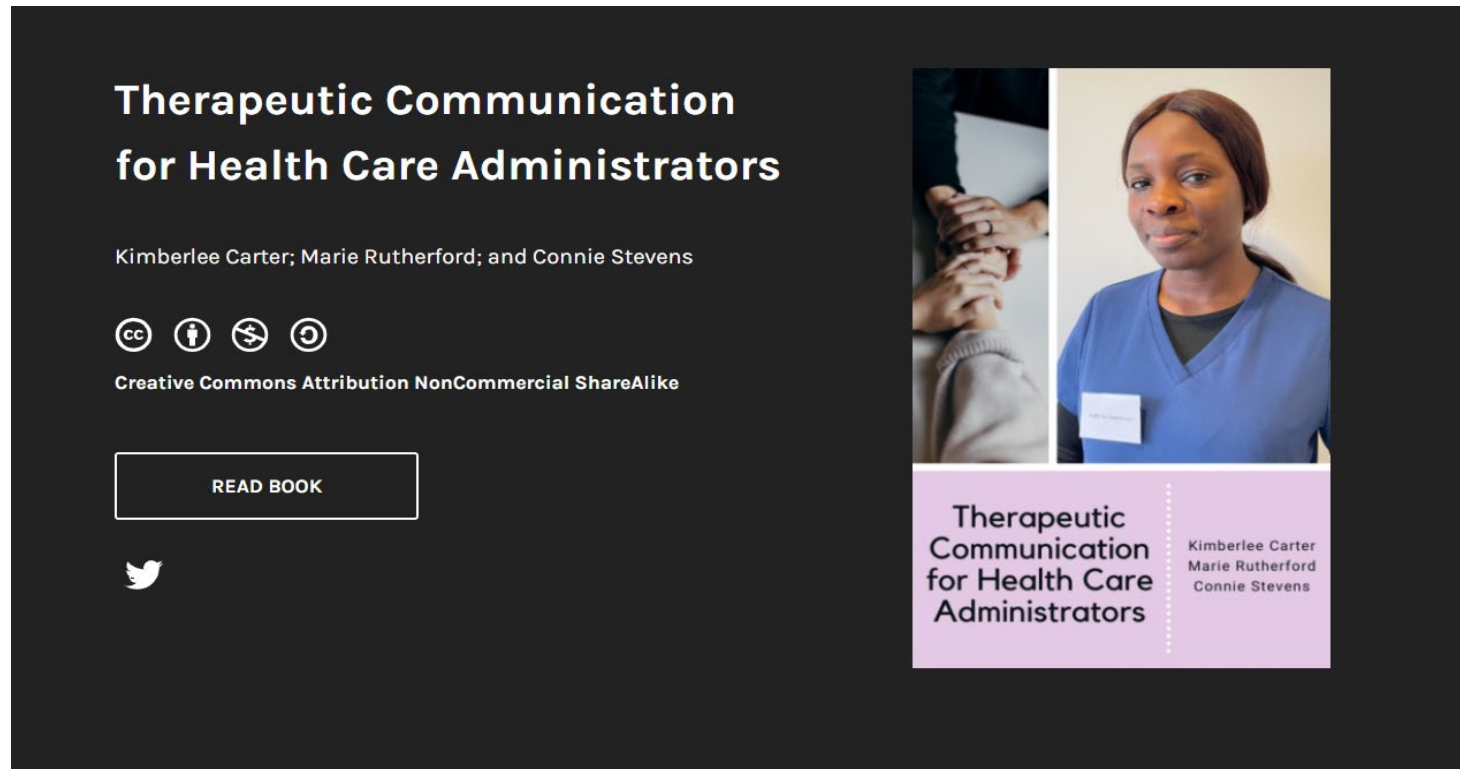 Therapeutic Communication
for Health Care Administrators
Kimberlee Carter; Marie Rutherford; and Connie Stevens
cc
Creative Commons Attribution NonCommercial ShareAlike
READ BOOK
Therapeutic
Communication
for Health Care
Administrators
Kimberlee Carter
Marie Rutherford
Connie Stevens